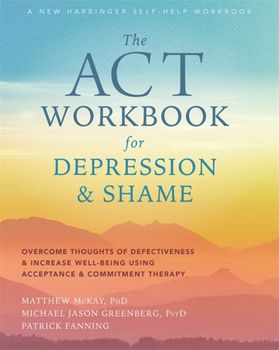 A NEW HARBINGER SELF-HELP WORKBOOK
The
ACT
WORKBOOK
for
DEPRESSION
& SHAME
OVERCOME THOUGHTS OF DEFECTIVENESS
& INCREASE WELL-BEING USING
ACCEPTANCE & COMMITMENT THERAPY
MATTHEW McKAY, PHD
MICHAEL JASON GREENBERG, PSYD
PATRICK FANNING